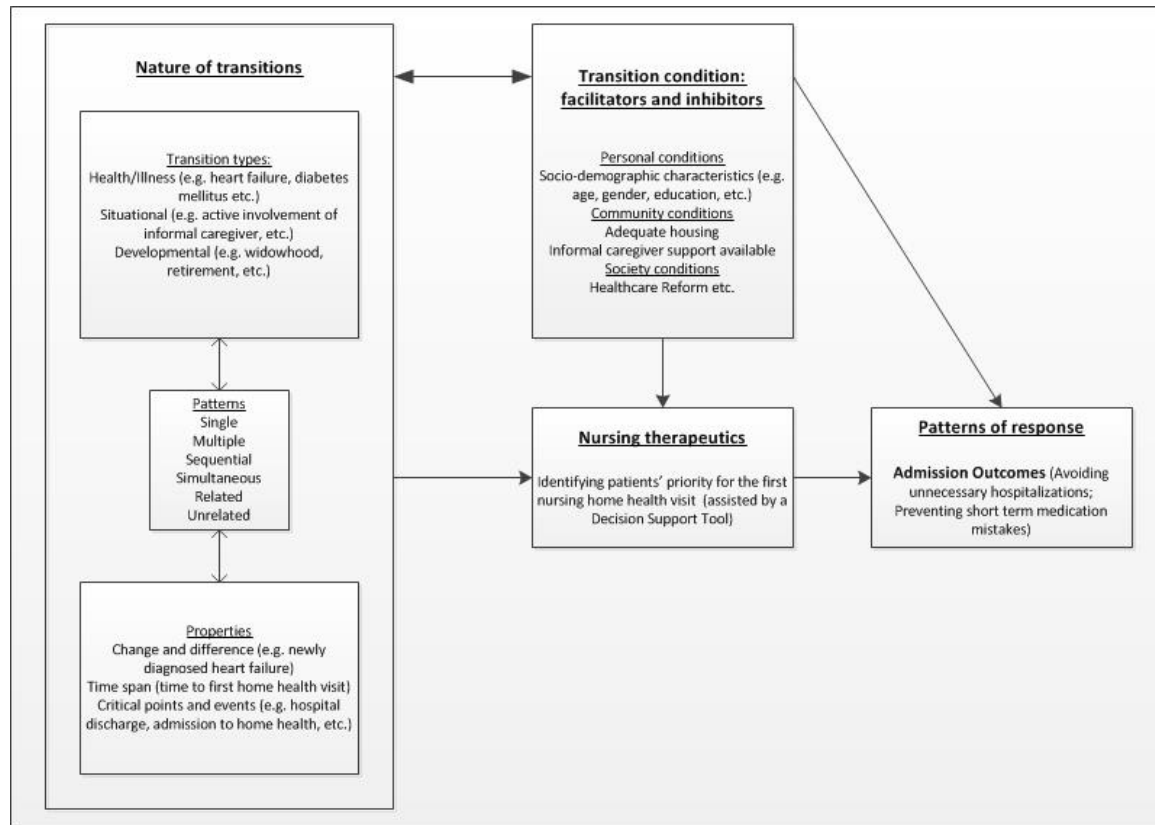 Nature of transitions
Transition types:
Health/Illness (e.g. heart failure, diabetes
mellitus etc.)
Situational (e.g. active involvement of
informal caregiver, etc.)
Developmental (e.g. widowhood,
retirement, etc.)
Patterns
Single
Multiple
Sequential
Simultaneous
Related
Unrelated
Properties
Change and difference (e.g. newly
diagnosed heart failure)
Time span (time to first home health visit)
Critical points and events (e.g. hospital
discharge, admission to home health, etc.)
Transition condition:
facilitators and inhibitors
Personal conditions
Socio-demographic characteristics (e.g.
age, gender, education, etc.)
Community conditions
Adequate housing
Informal caregiver support available
Society conditions
Healthcare Reform etc.
Nursing therapeutics
Identifying patients' priority for the first
nursing home health visit (assisted by a
Decision Support Tool)
Patterns of response
Admission Outcomes (Avoiding
unnecessary hospitalizations;
Preventing short term medication
mistakes)